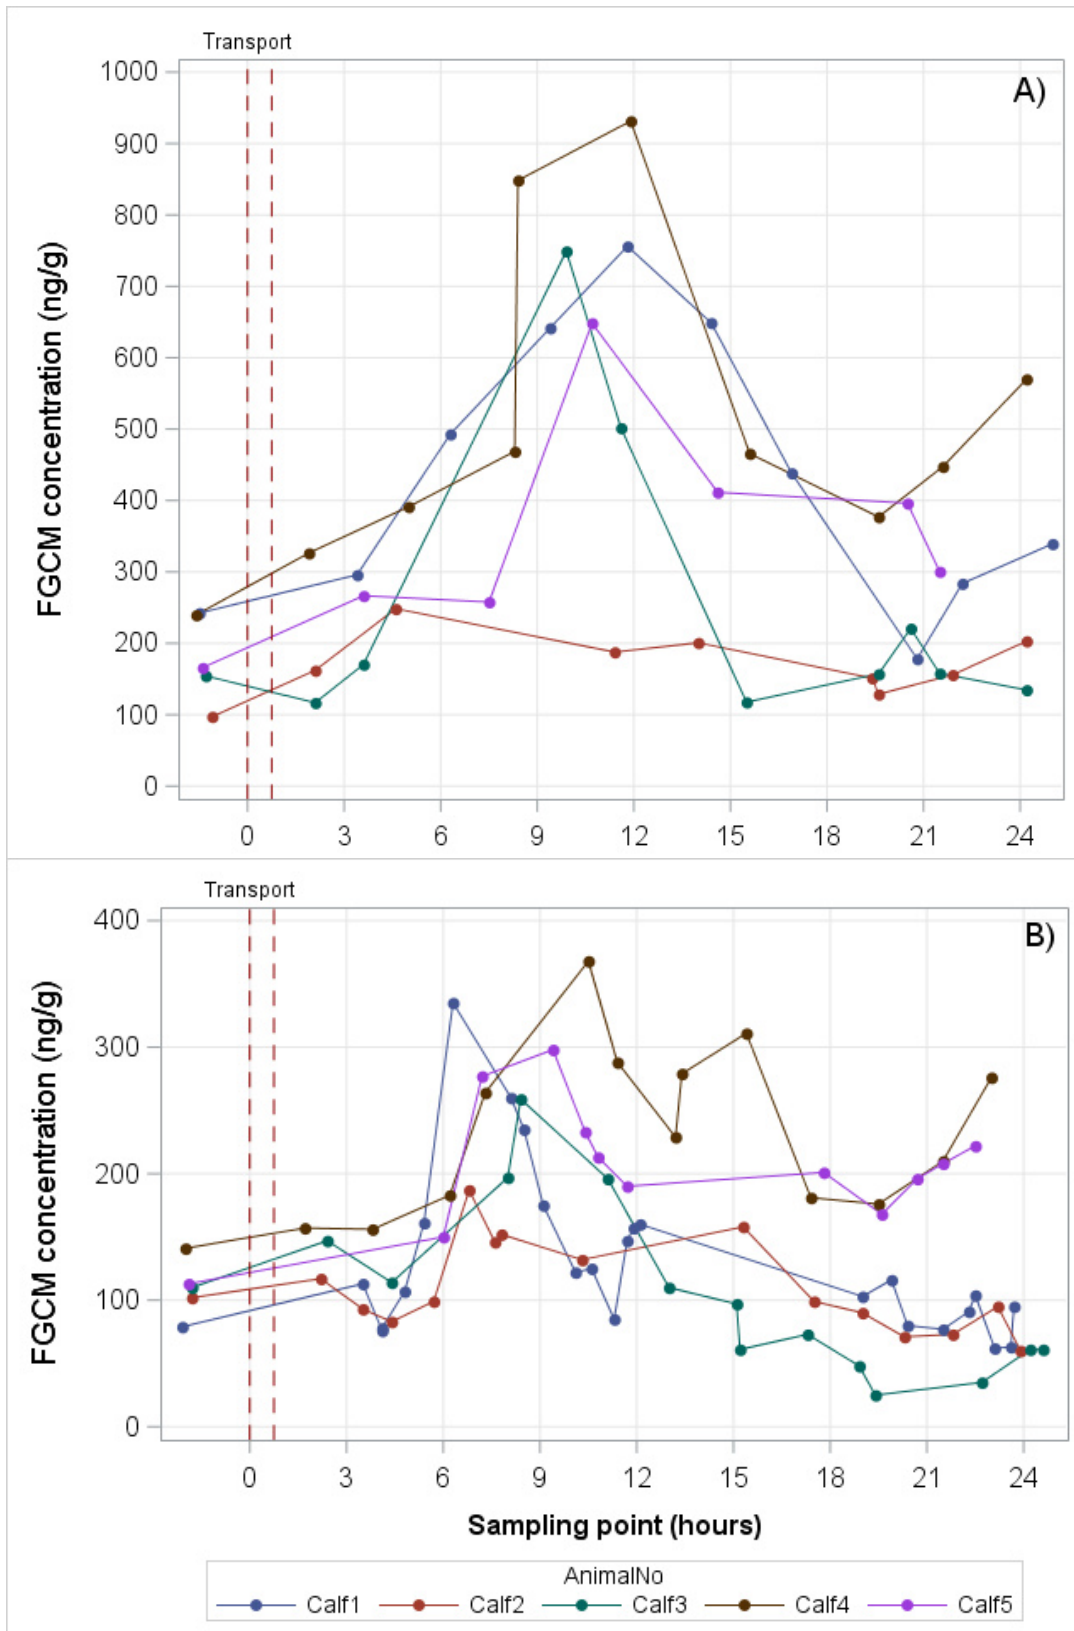 Transport
A)
1000
900
800
700
600
500
400
300
200
100
0
FGCM concentration (ng/g)
0 3 6 9 12 15 18 21 24
Transport
B)
400
300
200
100
0
FGCM concentration (ng/g)
0 3 6 9 12 15 18 21 24
Sampling point (hours)
AnimalNo
Calf1 Calf2 Calf3 Calf4 Calf5